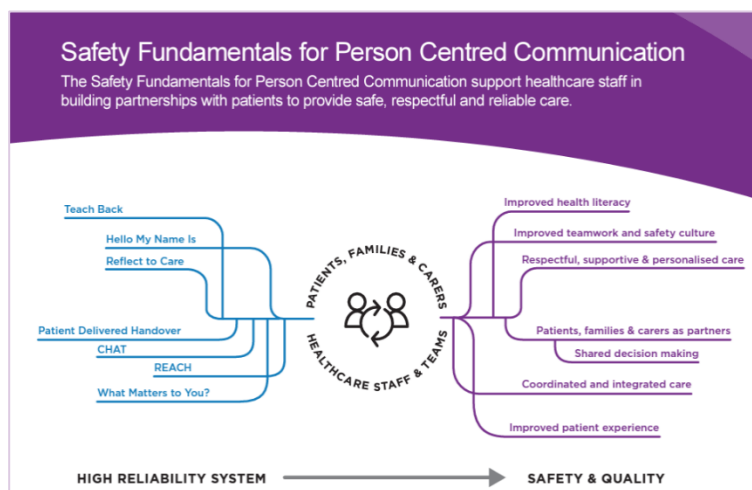 Safety Fundamentals for Person Centred Communication
The Safety Fundamentals for Person Centred Communication support healthcare staff in
building partnerships with patients to provide safe, respectful and reliable care.
Teach Back
Hello My Name Is
Reflect to Care
Patient Delivered Handover
CHAT
REACH
What Matters to You?
PATIENTS, FAMILIES & CARERS
HEALTHCARE STAFF & TEAMS
Improved health literacy
Improved teamwork and safety culture
Respectful, supportive & personalised care
Patients, families & carers as partners
Shared decision making
Coordinated and integrated care
Improved patient experience
HIGH RELIABILITY SYSTEM
SAFETY & QUALITY